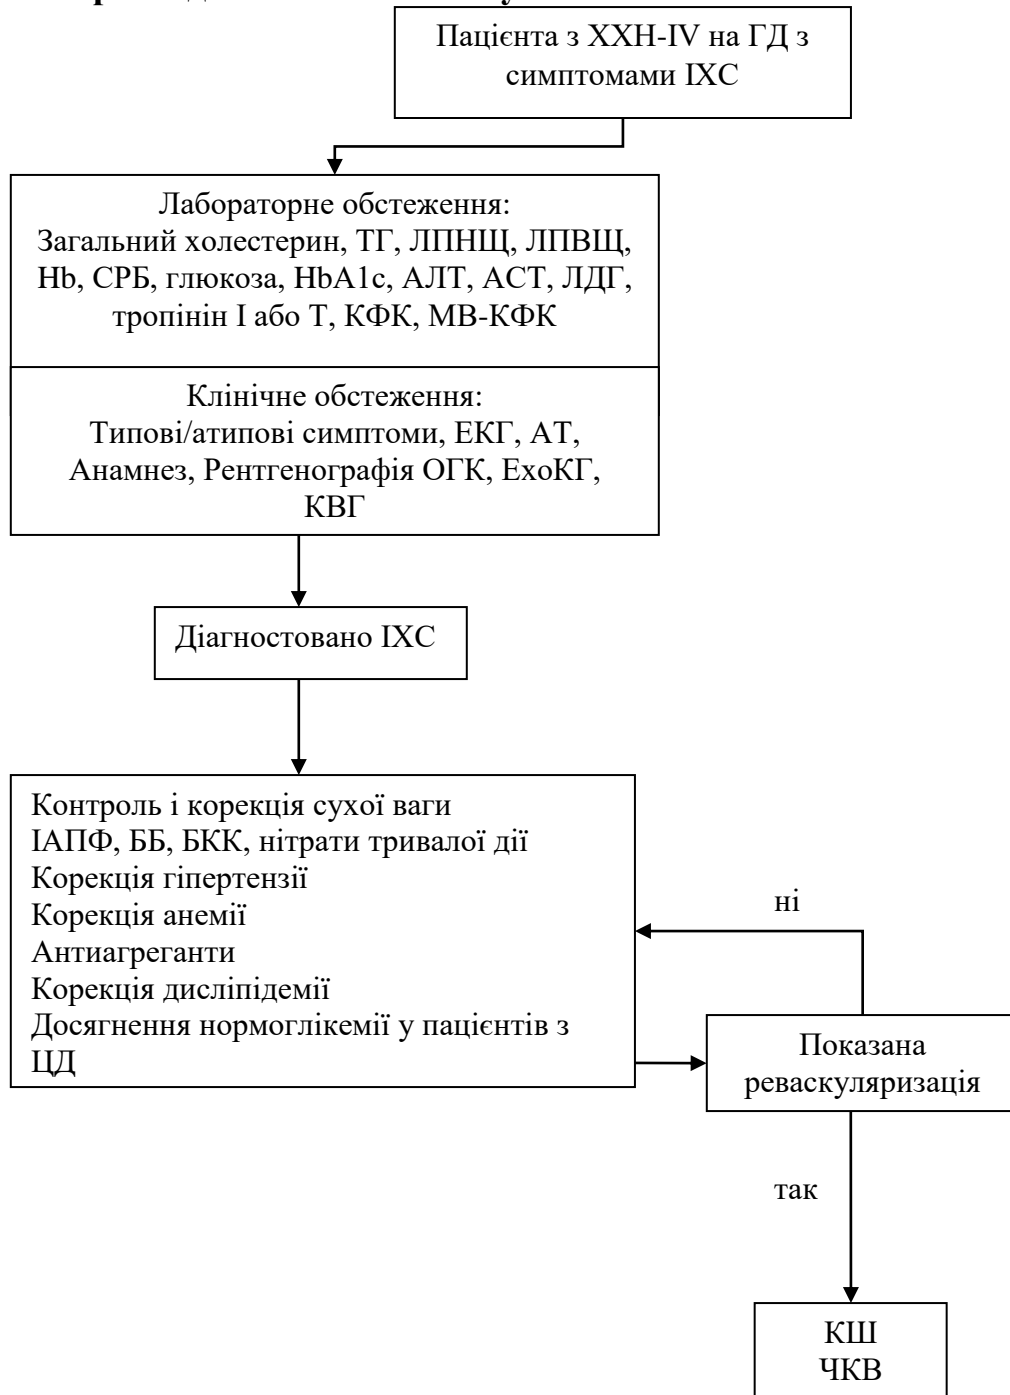 Пацієнта з ХХН-IV на ГД з
симптомами ІХС
Лабораторне обстеження:
Загальний холестерин, ТГ, ЛПНЩ, ЛПВЩ,
Hb, СРБ, глюкоза, HbA1c, АЛТ, АСТ, ЛДГ,
тропінін І або Т, КФК, МВ-КФК
Клінічне обстеження:
Типові/атипові симптоми, ЕКГ, АТ,
Анамнез, Рентгенографія ОГК, ЕхоКГ,
КВГ
Діагностовано ІХС
Контроль і корекція сухої ваги
ІАПФ, ББ, БКК, нітрати тривалої дії
Корекція гіпертензії
Корекція анемії
Антиагреганти
Корекція дисліпідемії
Досягнення нормоглікемії у пацієнтів з
ЦД
ні
Показана
реваскуляризація
так
КШ
ЧКВ